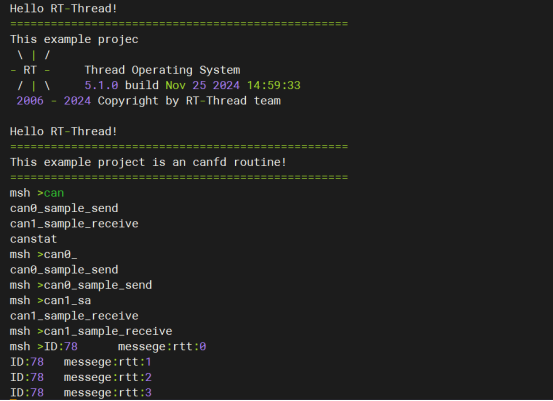 Hello RT-Thread!
==================================================
This example projec
 \ | /
- RT -     Thread Operating System
 / | \     5.1.0 build Nov 25 2024 14:59:33
 2006 - 2024 Copyright by RT-Thread team

Hello RT-Thread!
==================================================
This example project is an canfd routine!
==================================================
msh >can
can0_sample_send
can1_sample_receive
canstat
msh >can0_
can0_sample_send
msh >can0_sample_send
msh >can1_sa
can1_sample_receive
msh >can1_sample_receive
msh >ID:78      messege:rtt:0
ID:78   messege:rtt:1
ID:78   messege:rtt:2
ID:78   messege:rtt:3